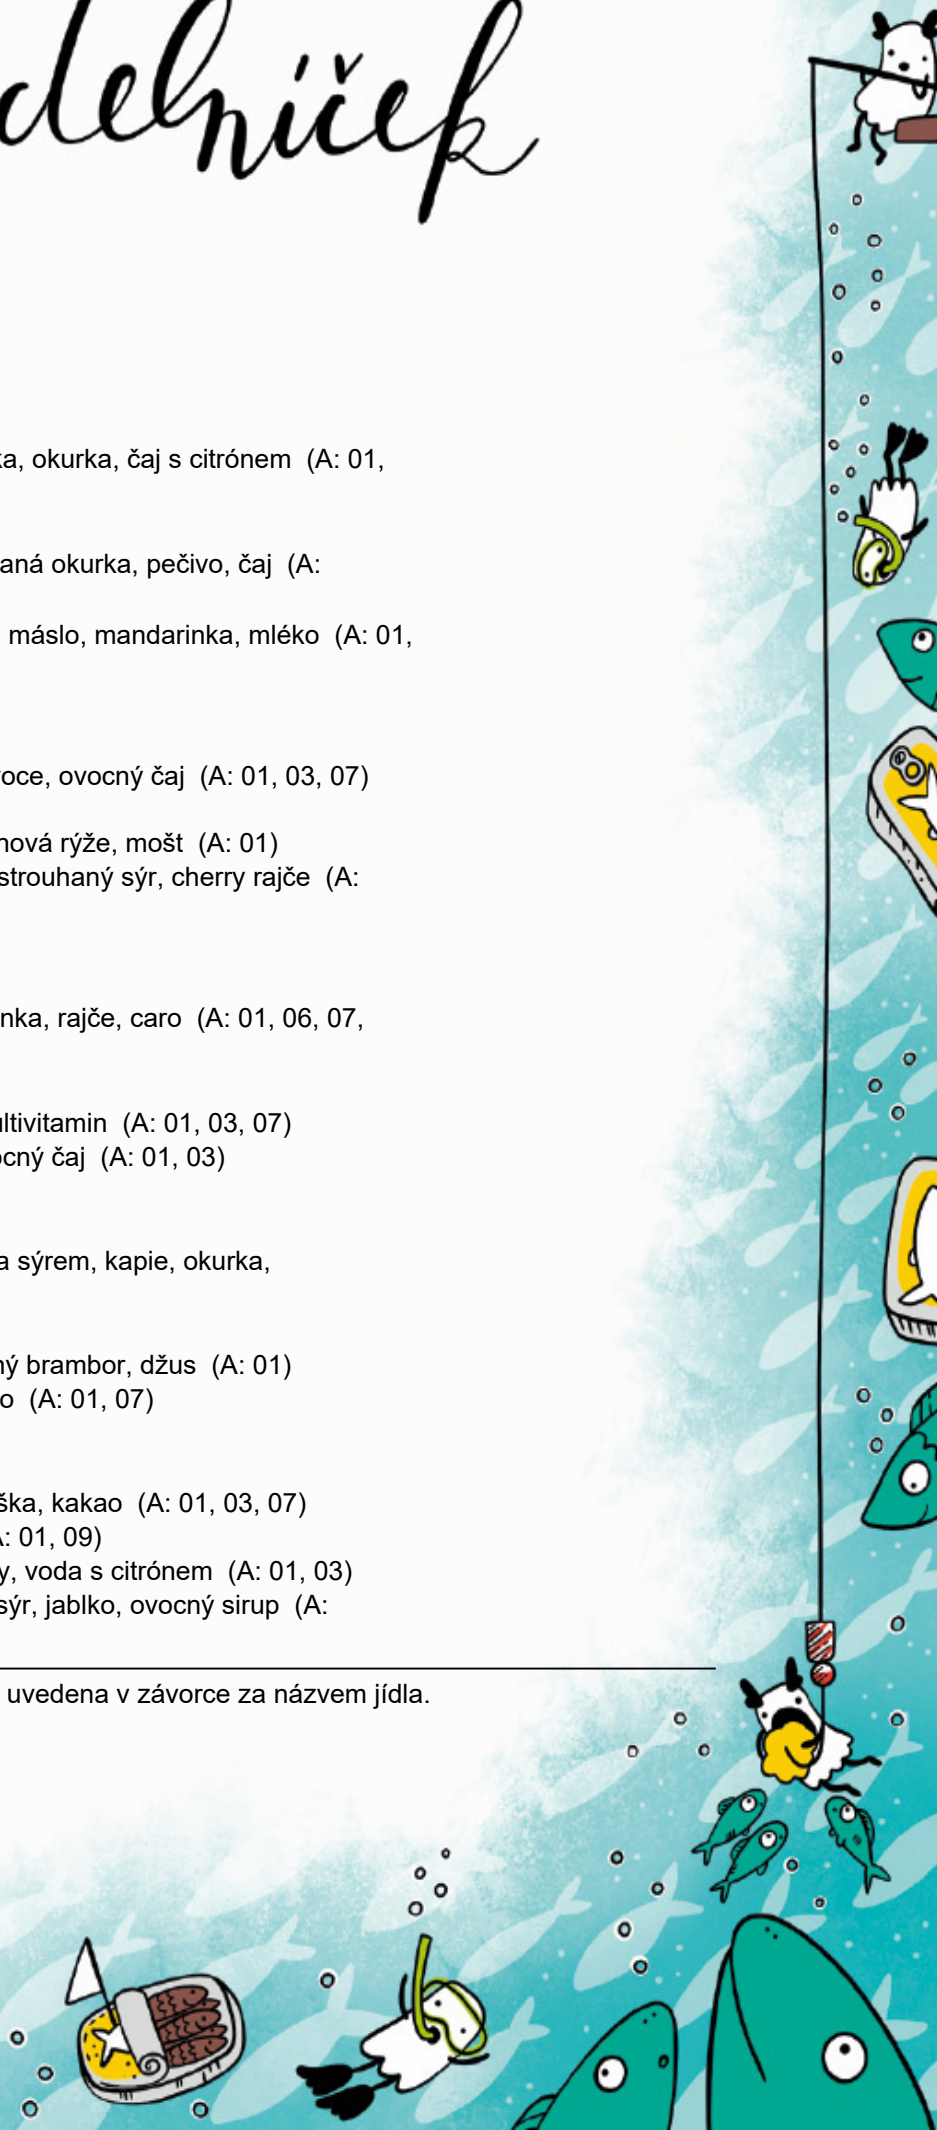 delníček
ka, okurka, čaj s citrónem (A: 01,
aná okurka, pečivo, čaj (A:
máslo, mandarinka, mléko (A: 01,
voce, ovocný čaj (A: 01, 03, 07)
nová rýže, mošt (A: 01)
strouhaný sýr, cherry rajče (A:
nka, rajče, caro (A: 01, 06, 07,
ultivitamin (A: 01, 03, 07)
ocný čaj (A: 01, 03)
a sýrem, kapie, okurka,
ný brambor, džus (A: 01)
o (A: 01, 07)
ška, kakao (A: 01, 03, 07)
A: 01, 09)
y, voda s citrónem (A: 01, 03)
sýr, jablko, ovocný sirup (A:
uvedena v závorce za názvem jídla.